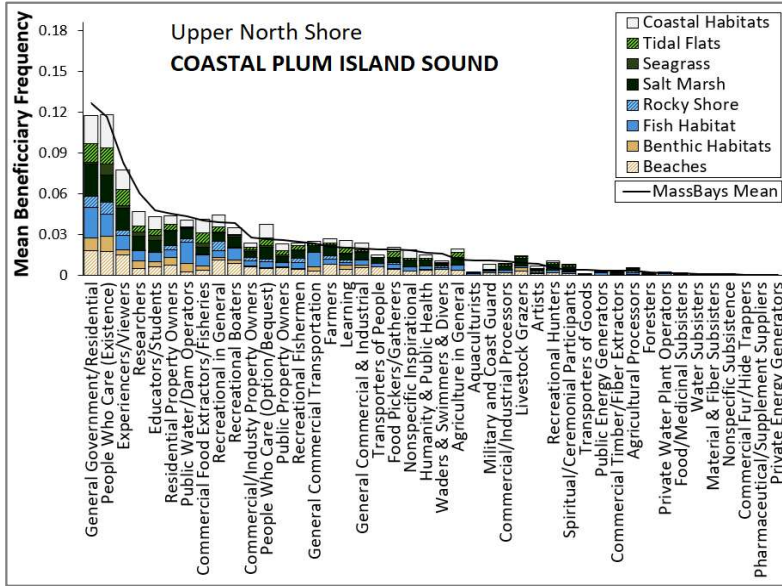 Upper North Shore
COASTAL PLUM ISLAND SOUND
Mean Beneficciary Frequency
0.18
0.15
0.12
0.09
0.06
0.03
0
Coastal Habitats
Tidal Flats
Seagrass
Salt Marsh
Rocky Shore
Fish Habitat
Benthic Habitats
Beaches
MassBays Mean
General Government/Residential
People Who Care (Existence)
Experiencers/Viewers
Researchers
Educators/Students
Residential Property Owners
Public Water/Dam Operators
Commercial Food Extractors/Fisheries
Recreational in General
Recreational Boaters
Commercial/Industy Property Owners
People Who Care (Option/Bequest)
Public Property Owners
Recreational Fishermen
General Commercial Transportation
Farmers
Learning
General Commercial & Industrial
Transporters of People
Food Pickers/Gatherers
Nonspecific Inspirational
Humanity & Public Health
Waders & Swimmers & Divers
Agriculture in General
Aquaculturists
Military and Coast Guard
Commercial/Industrial Processors
Livestock Grazers
Artists
Recreational Hunters
Spiritual/Ceremonial Participants
Transporters of Goods
Public Energy Generators
Commercial Timber/Fiber Extractors
Agricultural Processors
Foresters
Private Water Plant Operators
Food/Medicinal Subsisters
Water Subsisters
Material & Fiber Subsisters
Nonspecific Subsistence
Commercial Fur/Hide Trappers
Pharmaceutical/Supplement Suppliers
Private Energy Generators